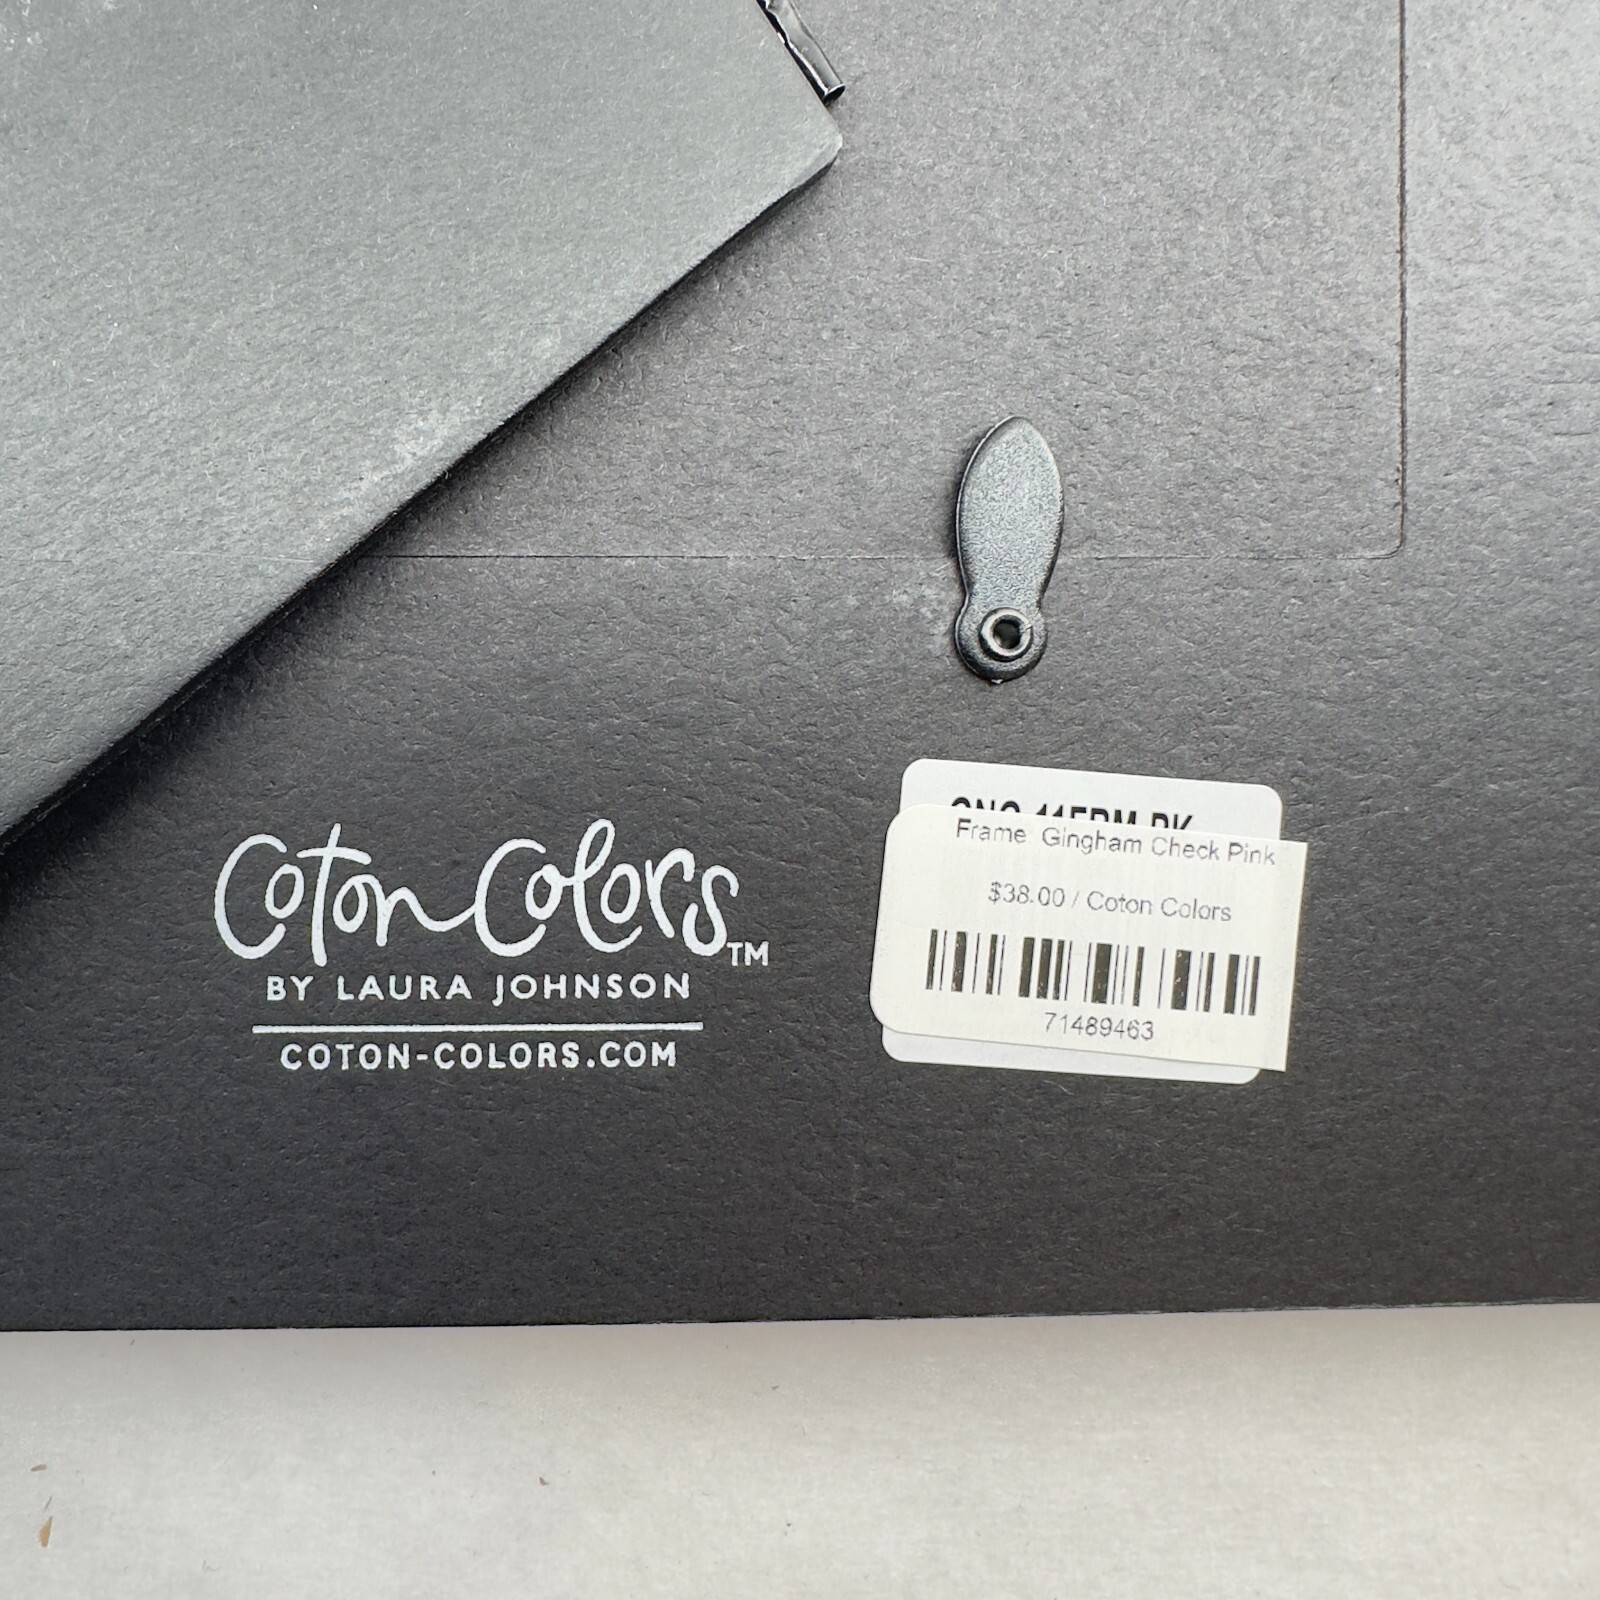 Coton Colors™
BY LAURA JOHNSON
COTON-COLORS.COM
Frame Gingham Check Pink
$38.00 / Coton Colors
71489463